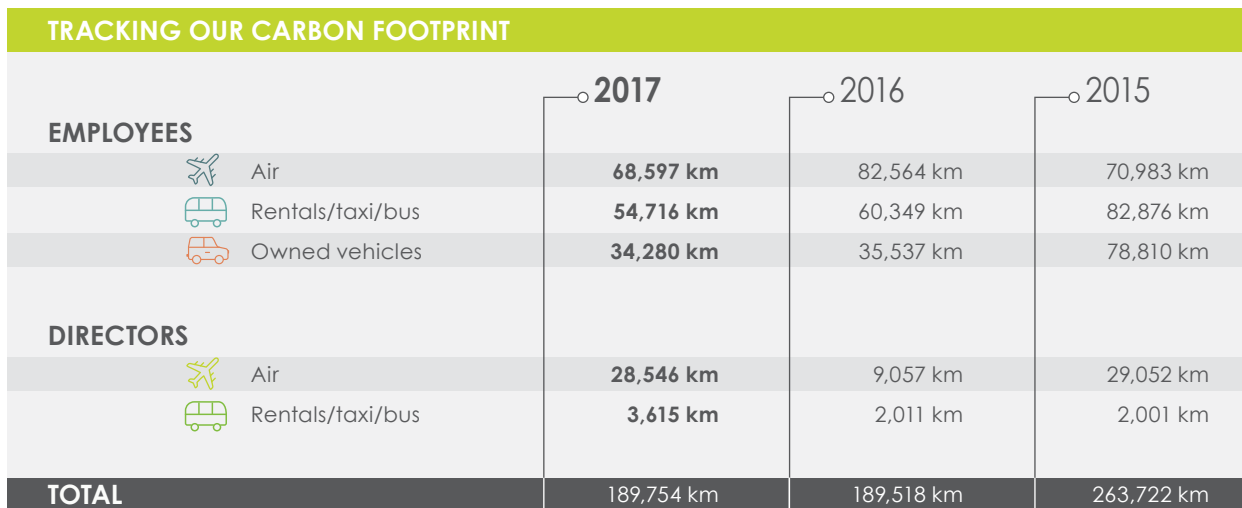 TRACKING OUR CARBON FOOTPRINT
2017 2016 2015
EMPLOYEES
Air 68,597 km 82,564 km 70,983 km
Rentals/taxi/bus 54,716 km 60,349 km 82,876 km
Owned vehicles 34,280 km 35,537 km 78,810 km
DIRECTORS
Air 28,546 km 9,057 km 29,052 km
Rentals/taxi/bus 3,615 km 2,011 km 2,001 km
TOTAL 189,754 km 189,518 km 263,722 km